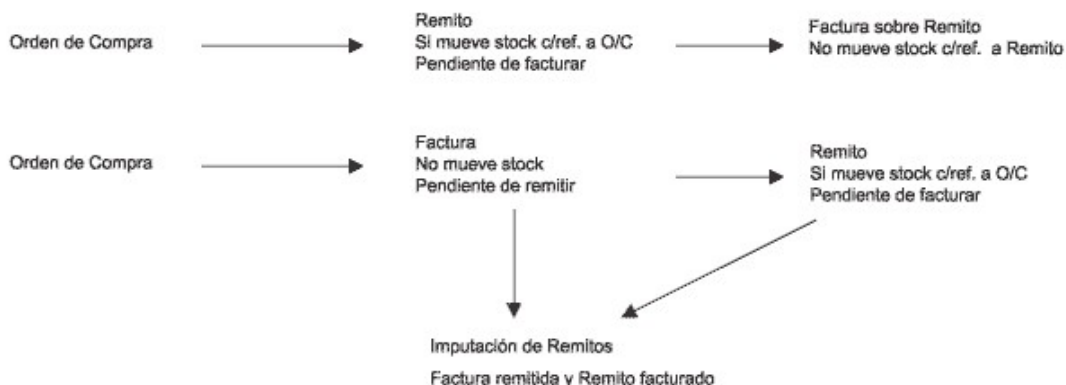 Orden de Compra
Remito
Si mueve stock c/ref. a O/C
Pendiente de facturar
Factura sobre Remito
No mueve stock c/ref. a Remito
Orden de Compra
Factura
No mueve stock
Pendiente de remitir
Remito
Si mueve stock c/ref. a O/C
Pendiente de facturar
Imputación de Remitos
Factura remitida y Remito facturado